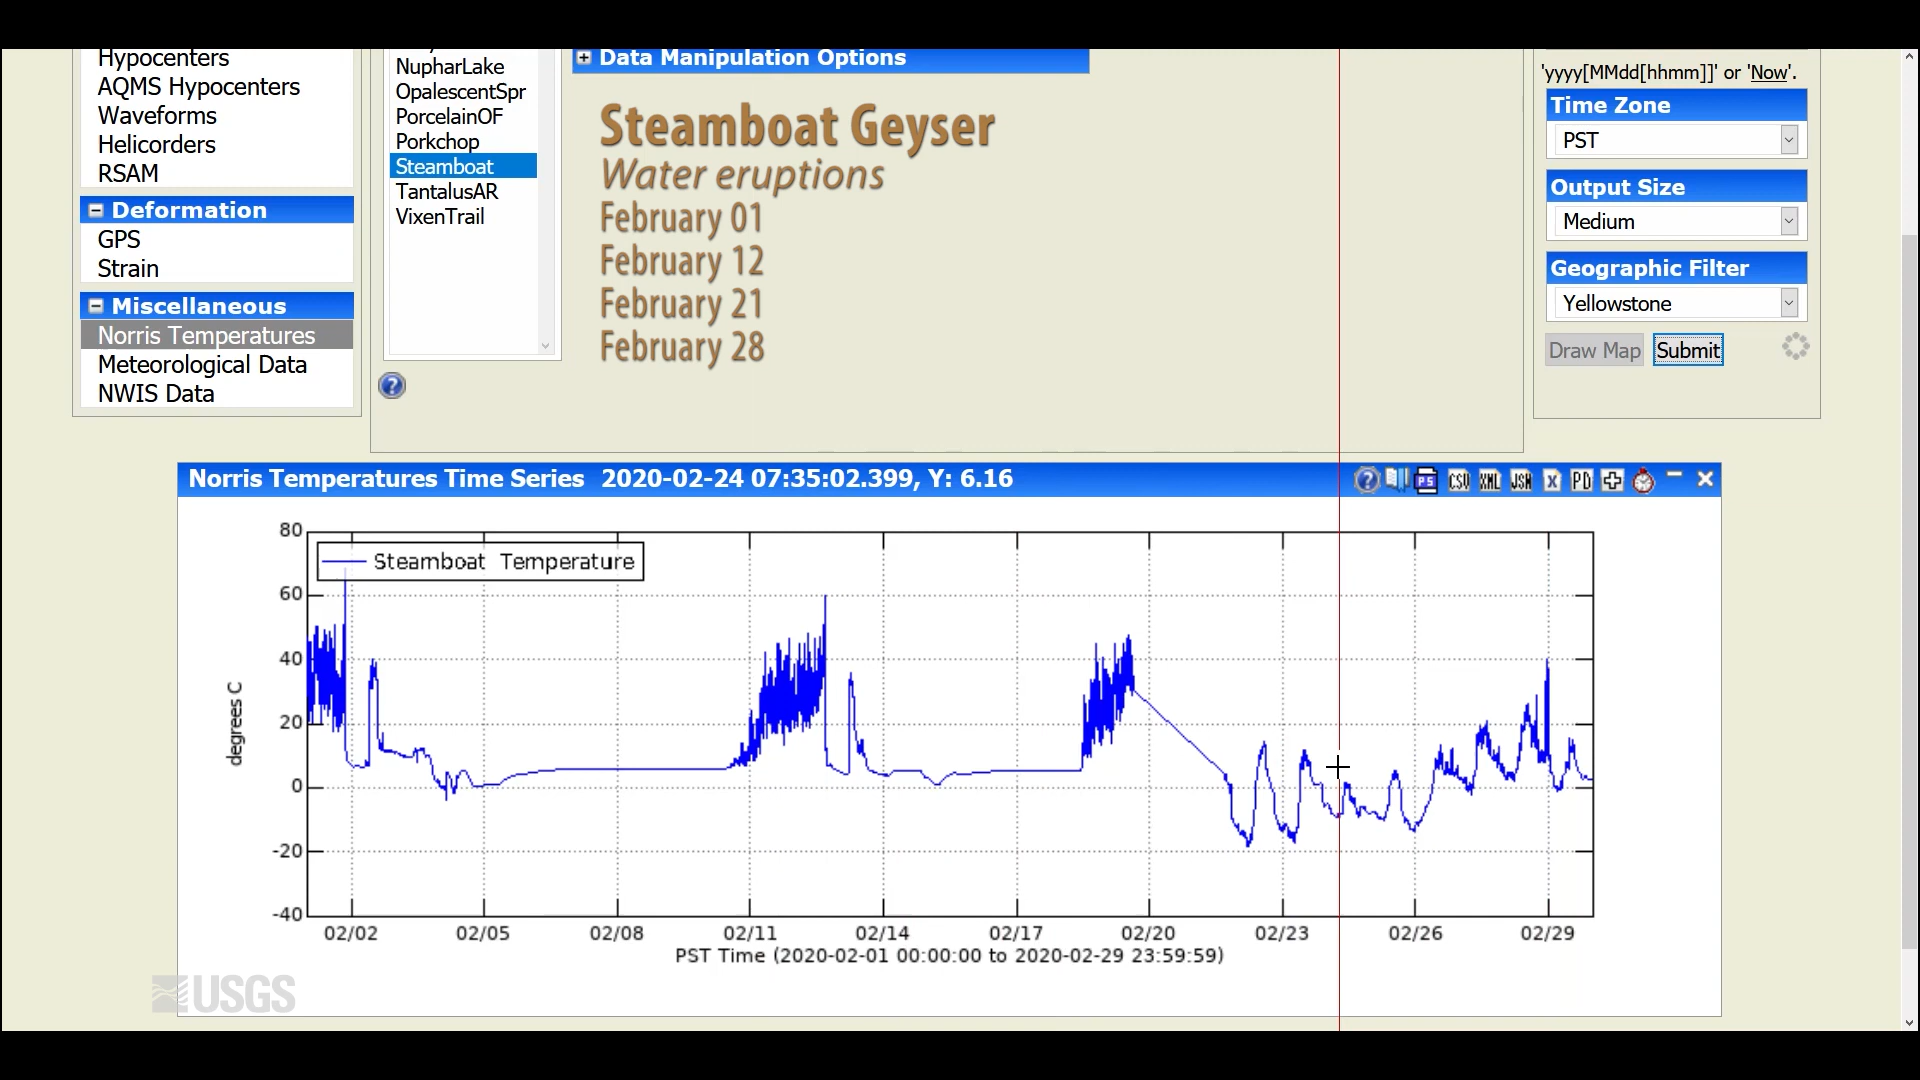 Hypocenters
AQMS Hypocenters
Waveforms
Helicorders
RSAM
Deformation
GPS
Strain
Miscellaneous
Norris Temperatures
Meteorological Data
NWIS Data
NupharLake
OpalescentSpr
PorcelainOF
Porkchop
Steamboat
TantalusAR
VixenTrail
Data Manipulation Options
Steamboat Geyser
Water eruptions
February 01
February 12
February 21
February 28
'yyyy[MMdd[hhmm]]' or 'Now'.
Time Zone
PST
Output Size
Medium
Geographic Filter
Yellowstone
Draw Map Submit
Norris Temperatures Time Series 2020-02-24 07:35:02.399, Y: 6.16
PS CSV XML JSN X PD
Steamboat Temperature
degrees C
80
60
40
20
0
-20
-40
02/02 02/05 02/08 02/11 02/14 02/17 02/20 02/23 02/26 02/29
PST Time (2020-02-01 00:00:00 to 2020-02-29 23:59:59)
USGS